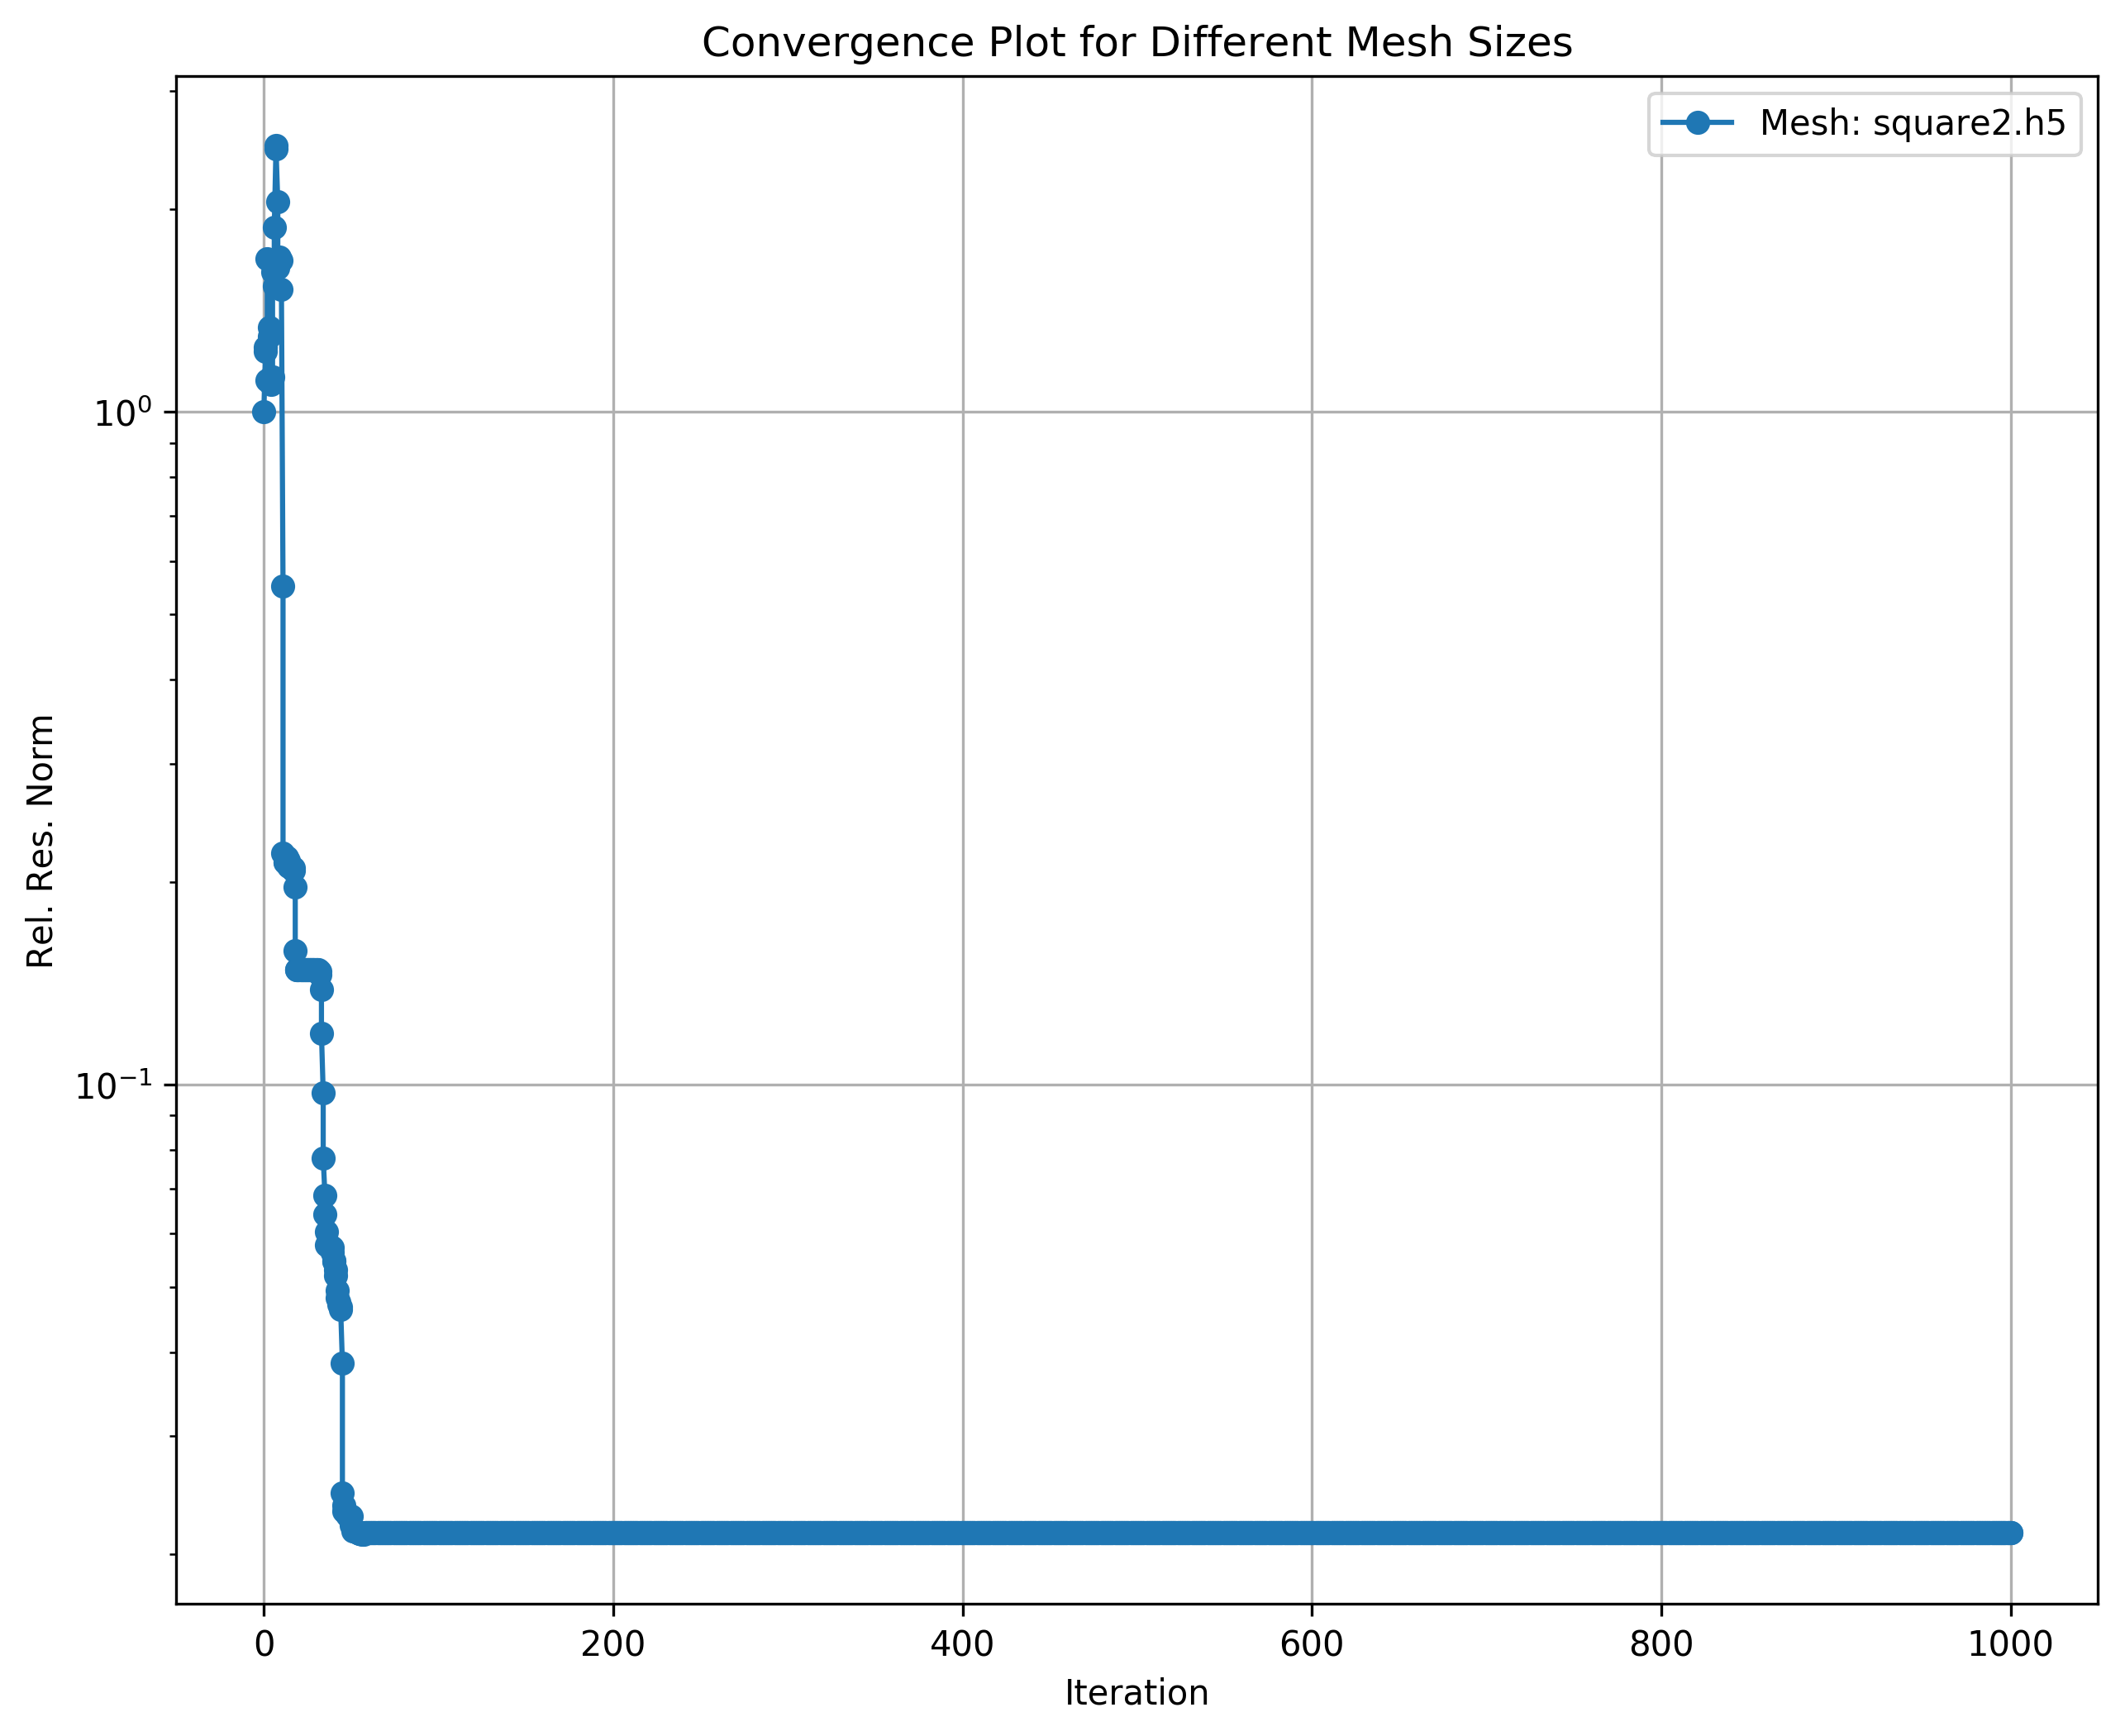 Convergence Plot for Different Mesh Sizes
Mesh: square2.h5
10⁰
10⁻¹
Rel. Res. Norm
0 200 400 600 800 1000
Iteration